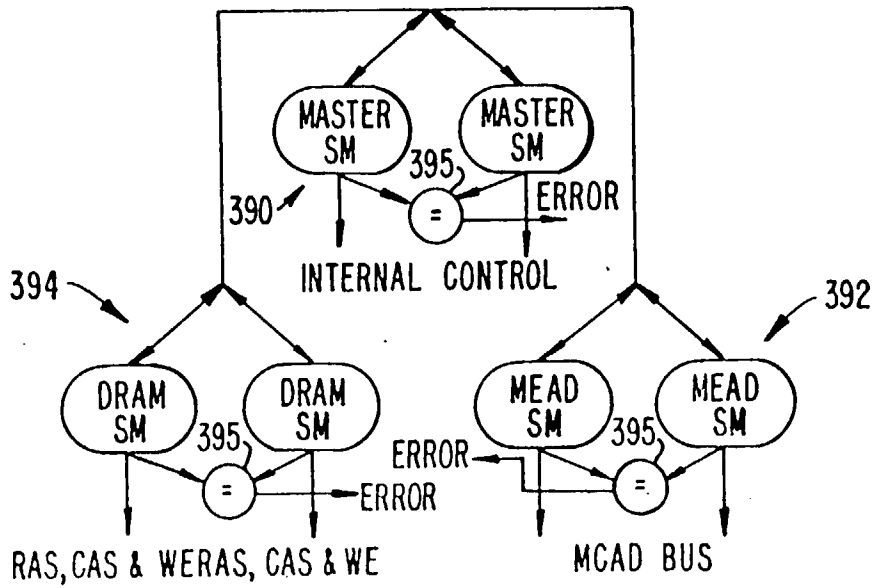 MASTER SM
MASTER SM
395
=
ERROR
390
INTERNAL CONTROL
394
392
DRAM SM
DRAM SM
395
=
ERROR
MEAD SM
MEAD SM
395
=
ERROR
RAS, CAS & WERAS, CAS & WE
MCAD BUS